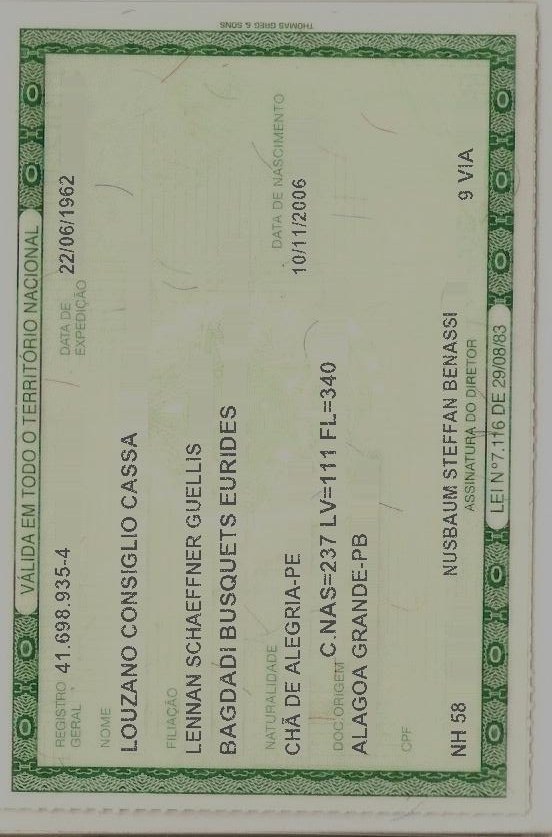 VÁLIDA EM TODO O TERRITÓRIO NACIONAL
REGISTRO GERAL 41.698.935-4 DATA DE EXPEDIÇÃO 22/06/1962
NOME
LOUZANO CONSIGLIO CASSA
FILIAÇÃO
LENNAN SCHAEFFNER GUELLIS
BAGDADI BUSQUETS EURIDES
NATURALIDADE DATA DE NASCIMENTO
CHÃ DE ALEGRIA-PE 10/11/2006
DOC ORIGEM C.NAS=237 LV=111 FL=340
ALAGOA GRANDE-PB
CPF
NH 58 NUSBAUM STEFFAN BENASSI 9 VIA
ASSINATURA DO DIRETOR
LEI Nº 7.116 DE 29/08/83
THOMAS GREG & SONS